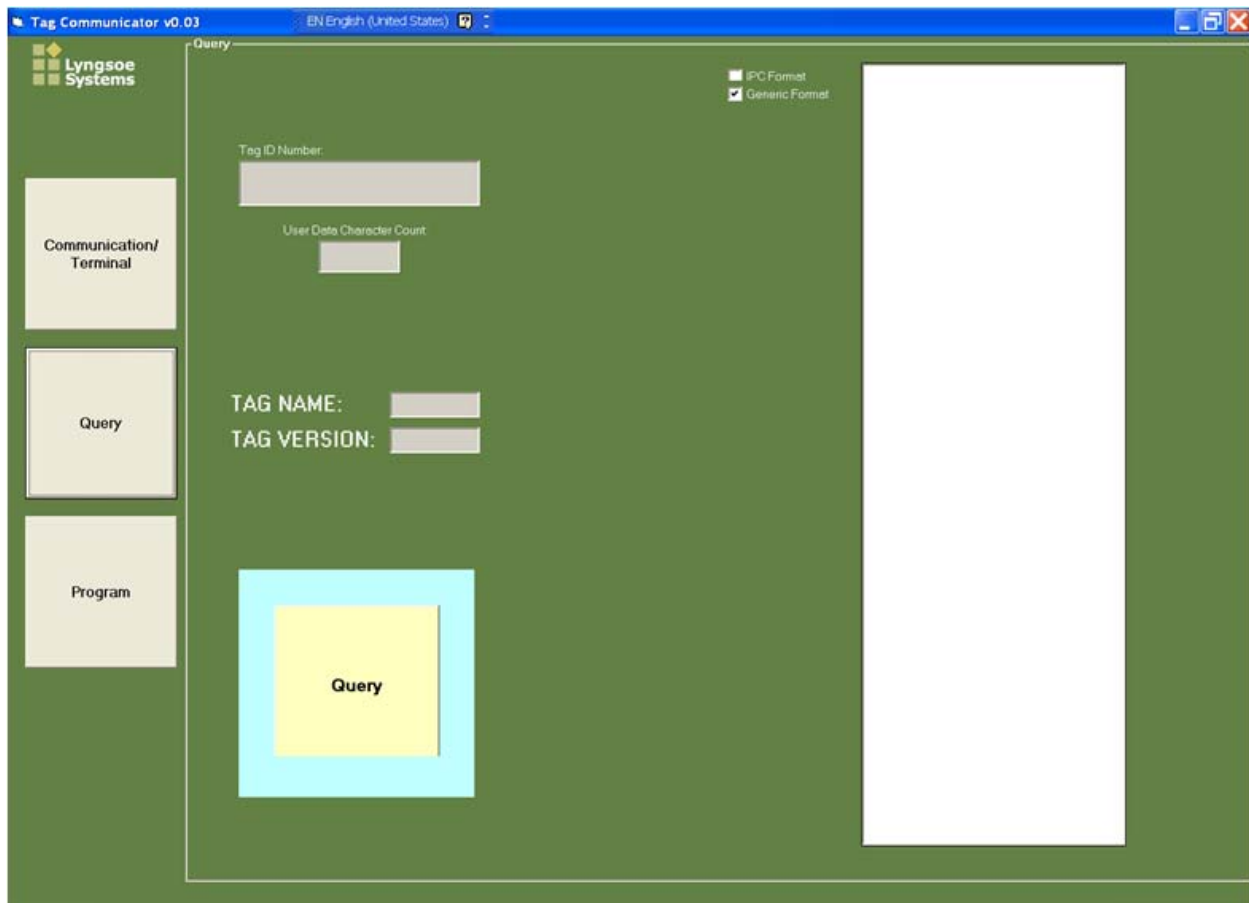 Tag Communicator v0.03
EN English (United States)
Lyngsoe
Systems
Query
IPC Format
Generic Format
Tag ID Number:
User Data Character Count:
Communication/
Terminal
TAG NAME:
TAG VERSION:
Query
Program
Query